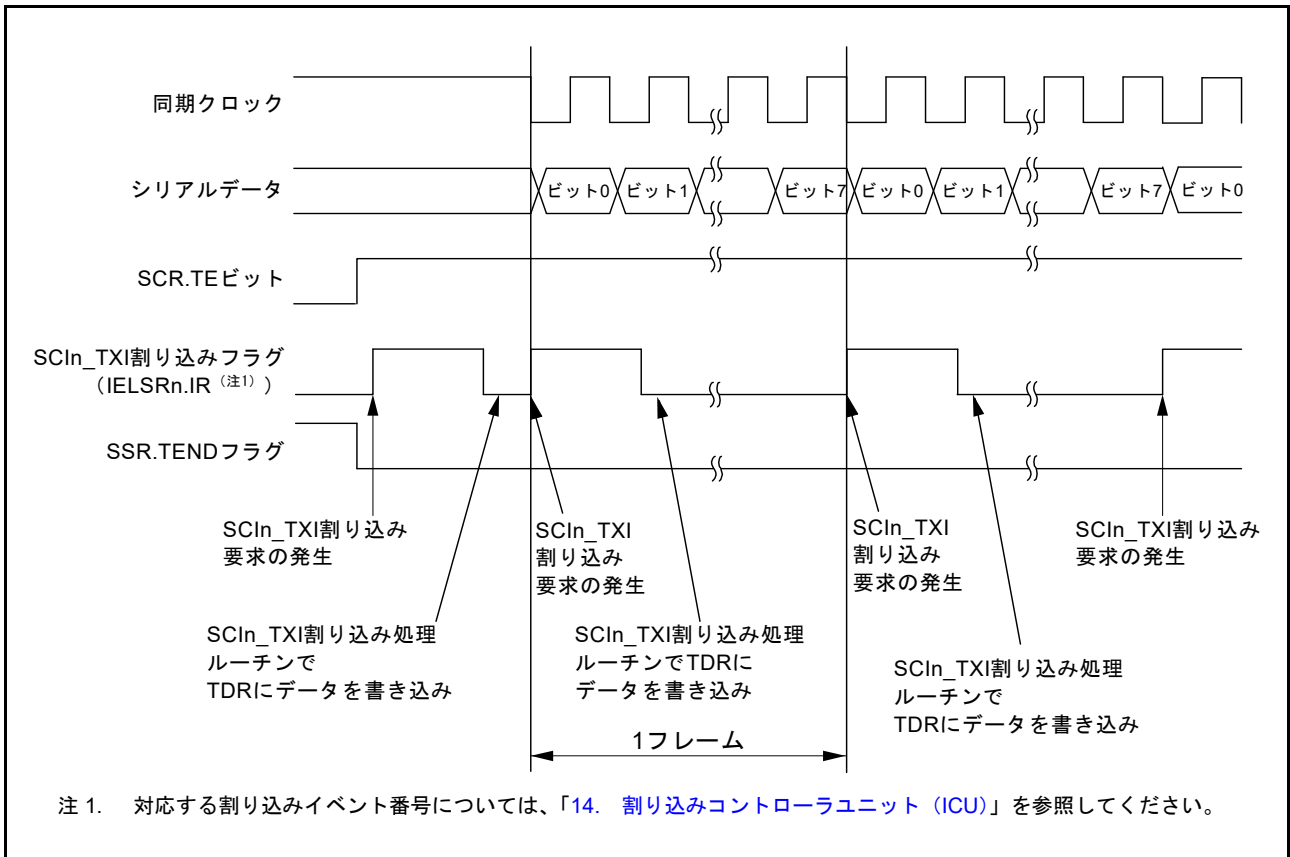 同期クロック
シリアルデータ
ビット0 ビット1 ビット7 ビット0 ビット1 ビット7 ビット0
SCR.TEビット
SCIn_TXI割り込みフラグ
（IELSRn.IR（注1））
SSR.TENDフラグ
SCIn_TXI割り込み
要求の発生
SCIn_TXI
割り込み
要求の発生
SCIn_TXI
割り込み
要求の発生
SCIn_TXI割り込み
要求の発生
SCIn_TXI割り込み処理
ルーチンで
TDRにデータを書き込み
SCIn_TXI割り込み処理
ルーチンでTDRに
データを書き込み
SCIn_TXI割り込み処理
ルーチンで
TDRにデータを書き込み
1フレーム
注 1. 対応する割り込みイベント番号については、「14. 割り込みコントローラユニット（ICU）」を参照してください。